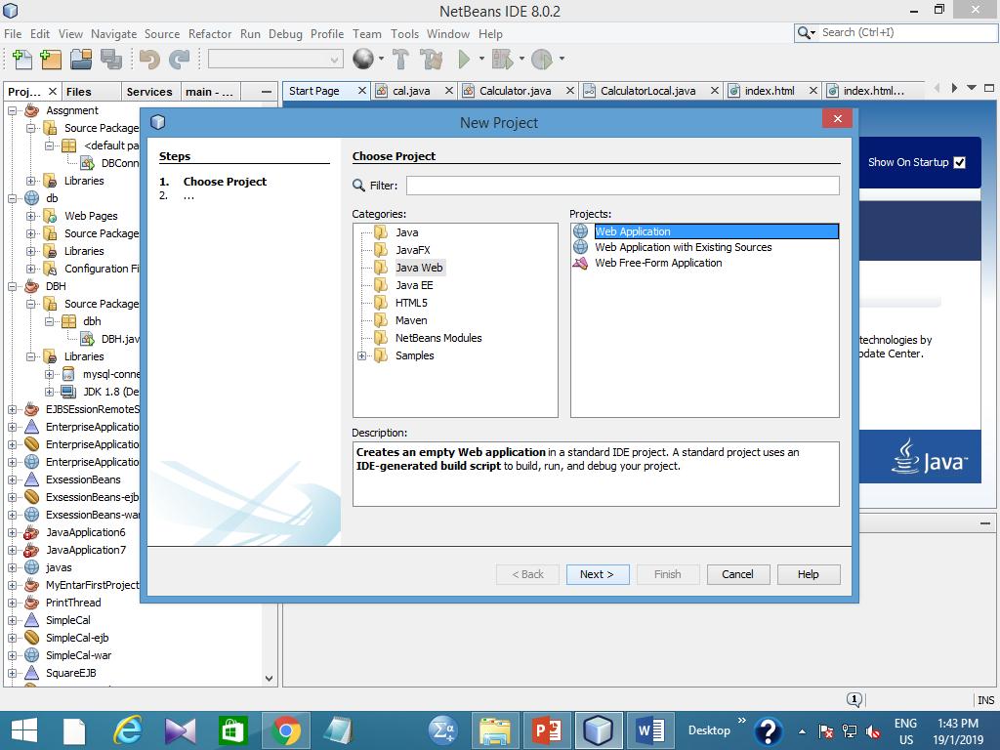 NetBeans IDE 8.0.2
File Edit View Navigate Source Refactor Run Debug Profile Team Tools Window Help
Search (Ctrl+I)
Proj... Files Services main - ...
Start Page cal.java Calculator.java CalculatorLocal.java index.html index.html...
Assgnment
Source Package
<default pa
DBConn
Libraries
db
Web Pages
Source Package
Libraries
Configuration Fi
DBH
Source Package
dbh
DBH.jav
Libraries
mysql-conne
JDK 1.8 (De
EJBSEssionRemoteS
EnterpriseApplicatio
EnterpriseApplicatio
EnterpriseApplicatio
ExsessionBeans
ExsessionBeans-ejb
ExsessionBeans-war
JavaApplication6
JavaApplication7
javas
MyEntarFirstProject
PrintThread
SimpleCal
SimpleCal-ejb
SimpleCal-war
SquareEJB
New Project
Steps
1. Choose Project
2. ...
Choose Project
Filter:
Categories:
Java
JavaFX
Java Web
Java EE
HTML5
Maven
NetBeans Modules
Samples
Projects:
Web Application
Web Application with Existing Sources
Web Free-Form Application
Description:
Creates an empty Web application in a standard IDE project. A standard project uses an
IDE-generated build script to build, run, and debug your project.
< Back Next > Finish Cancel Help
Show On Startup
technologies by
pdate Center.
Java™
1
INS
Desktop
ENG
US
1:43 PM
19/1/2019